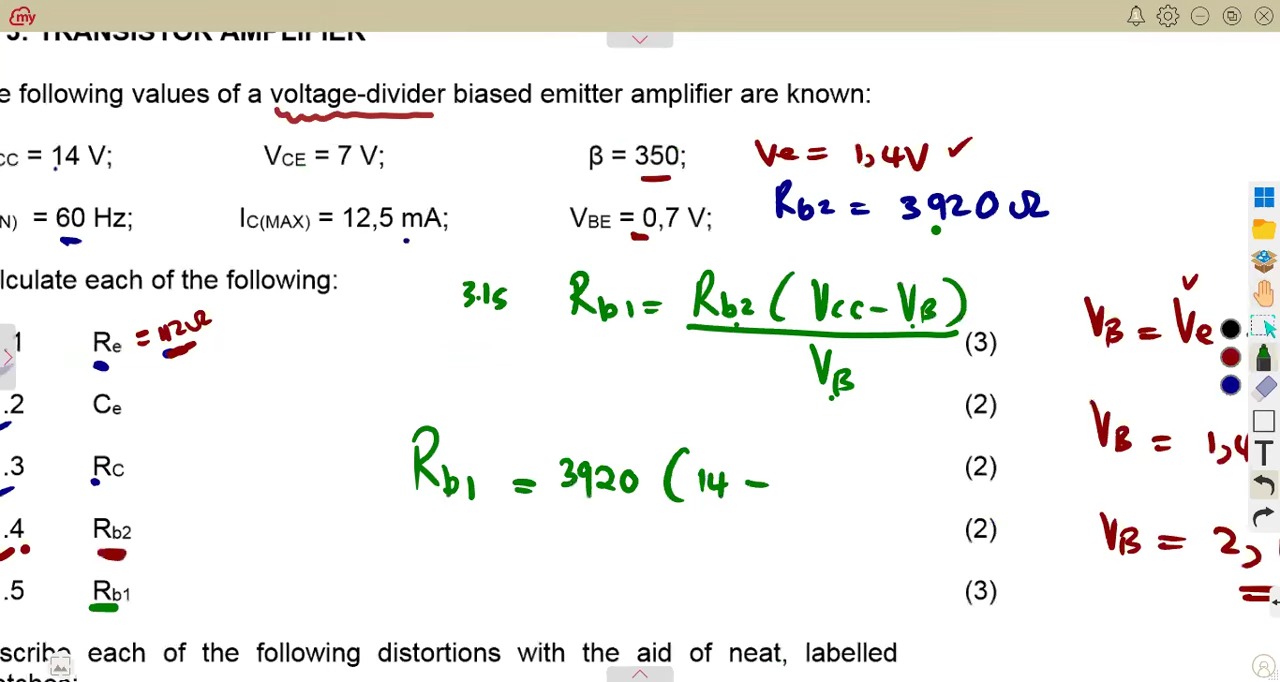 my
3. TRANSISTOR AMPLIFIER
e following values of a voltage-divider biased emitter amplifier are known:
CC = 14 V; VCE = 7 V; β = 350; Ve = 1,4V ✓
N) = 60 Hz; IC(MAX) = 12,5 mA; VBE = 0,7 V; Rb2 = 3920 Ω
lculate each of the following:
3.15 Rb1 = Rb2 ( Vcc - VB )
VB
1 Re = 112Ω (3) VB = Ve
.2 Ce (2)
.3 RC (2) VB = 1,4
Rb1 = 3920 ( 14 -
.4 Rb2 (2) VB = 2,
.5 Rb1 (3)
scribe each of the following distortions with the aid of neat, labelled